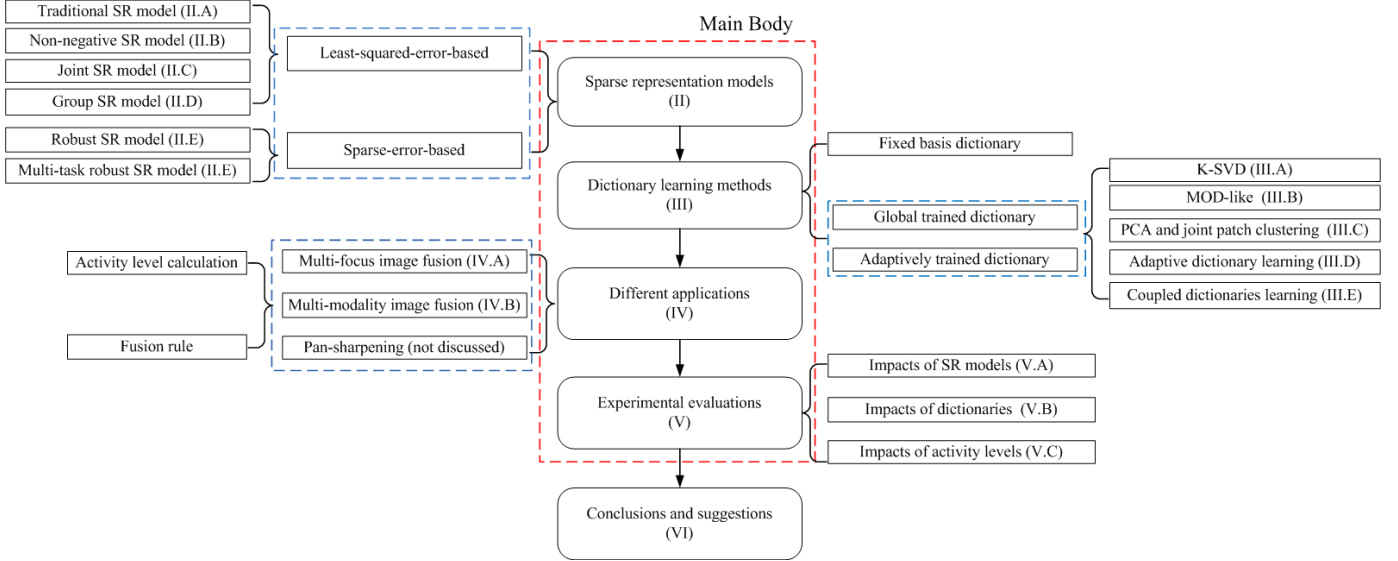 Main Body
Traditional SR model (II.A)
Non-negative SR model (II.B)
Joint SR model (II.C)
Group SR model (II.D)
Robust SR model (II.E)
Multi-task robust SR model (II.E)
Least-squared-error-based
Sparse-error-based
Sparse representation models
(II)
Dictionary learning methods
(III)
Fixed basis dictionary
Global trained dictionary
Adaptively trained dictionary
K-SVD (III.A)
MOD-like (III.B)
PCA and joint patch clustering (III.C)
Adaptive dictionary learning (III.D)
Coupled dictionaries learning (III.E)
Activity level calculation
Fusion rule
Multi-focus image fusion (IV.A)
Multi-modality image fusion (IV.B)
Pan-sharpening (not discussed)
Different applications
(IV)
Experimental evaluations
(V)
Impacts of SR models (V.A)
Impacts of dictionaries (V.B)
Impacts of activity levels (V.C)
Conclusions and suggestions
(VI)